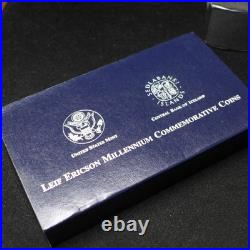 SEÐLABANKI
ÍSLANDS
UNITED STATES MINT
CENTRAL BANK OF ICELAND
LEIF ERICSON MILLENNIUM COMMEMORATIVE COINS